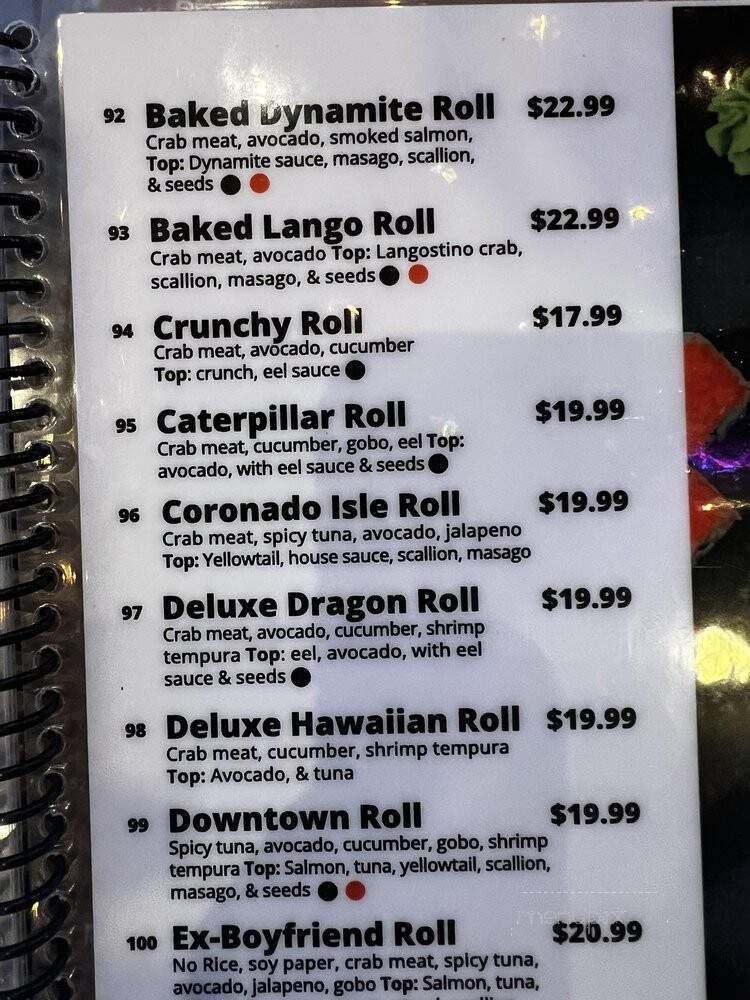 92 Baked Dynamite Roll $22.99
Crab meat, avocado, smoked salmon,
Top: Dynamite sauce, masago, scallion,
& seeds
93 Baked Lango Roll $22.99
Crab meat, avocado Top: Langostino crab,
scallion, masago, & seeds
94 Crunchy Roll $17.99
Crab meat, avocado, cucumber
Top: crunch, eel sauce
95 Caterpillar Roll $19.99
Crab meat, cucumber, gobo, eel Top:
avocado, with eel sauce & seeds
96 Coronado Isle Roll $19.99
Crab meat, spicy tuna, avocado, jalapeno
Top: Yellowtail, house sauce, scallion, masago
97 Deluxe Dragon Roll $19.99
Crab meat, avocado, cucumber, shrimp
tempura Top: eel, avocado, with eel
sauce & seeds
98 Deluxe Hawaiian Roll $19.99
Crab meat, cucumber, shrimp tempura
Top: Avocado, & tuna
99 Downtown Roll $19.99
Spicy tuna, avocado, cucumber, gobo, shrimp
tempura Top: Salmon, tuna, yellowtail, scallion,
masago, & seeds
100 Ex-Boyfriend Roll $20.99
No Rice, soy paper, crab meat, spicy tuna,
avocado, jalapeno, gobo Top: Salmon, tuna,